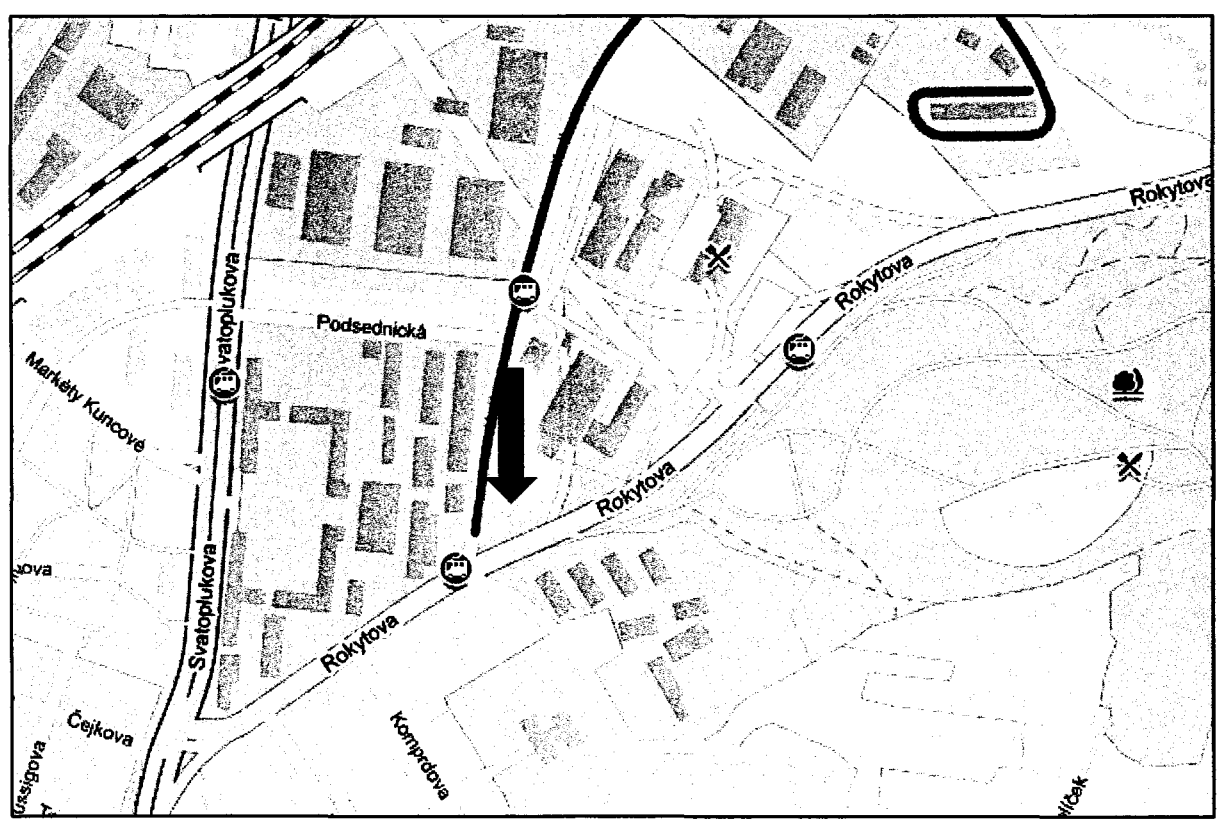 Rokytova
Rokytova
vatoplukova
Podsednická
Markéty Kuncové
Rokytova
Svatoplukova
Rokytova
Čejkova
Komprdova